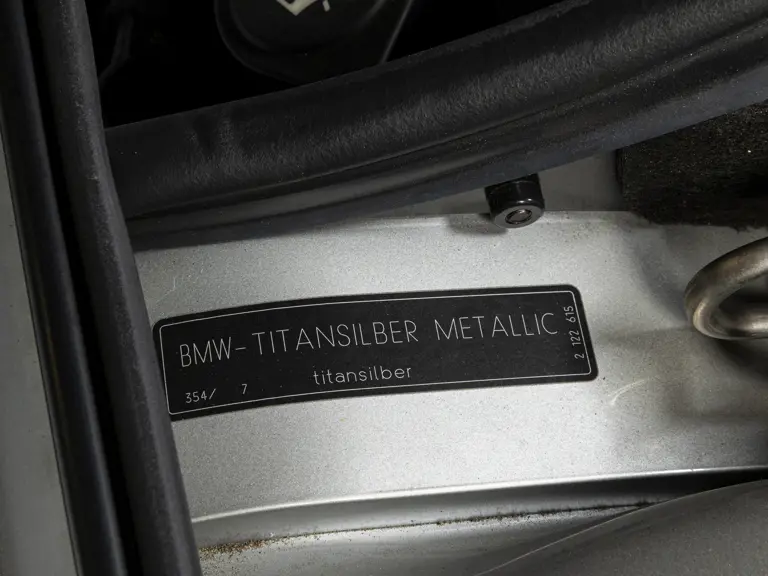 BMW-TITANSILBER METALLIC
354/ 7 titansilber
2 122 615